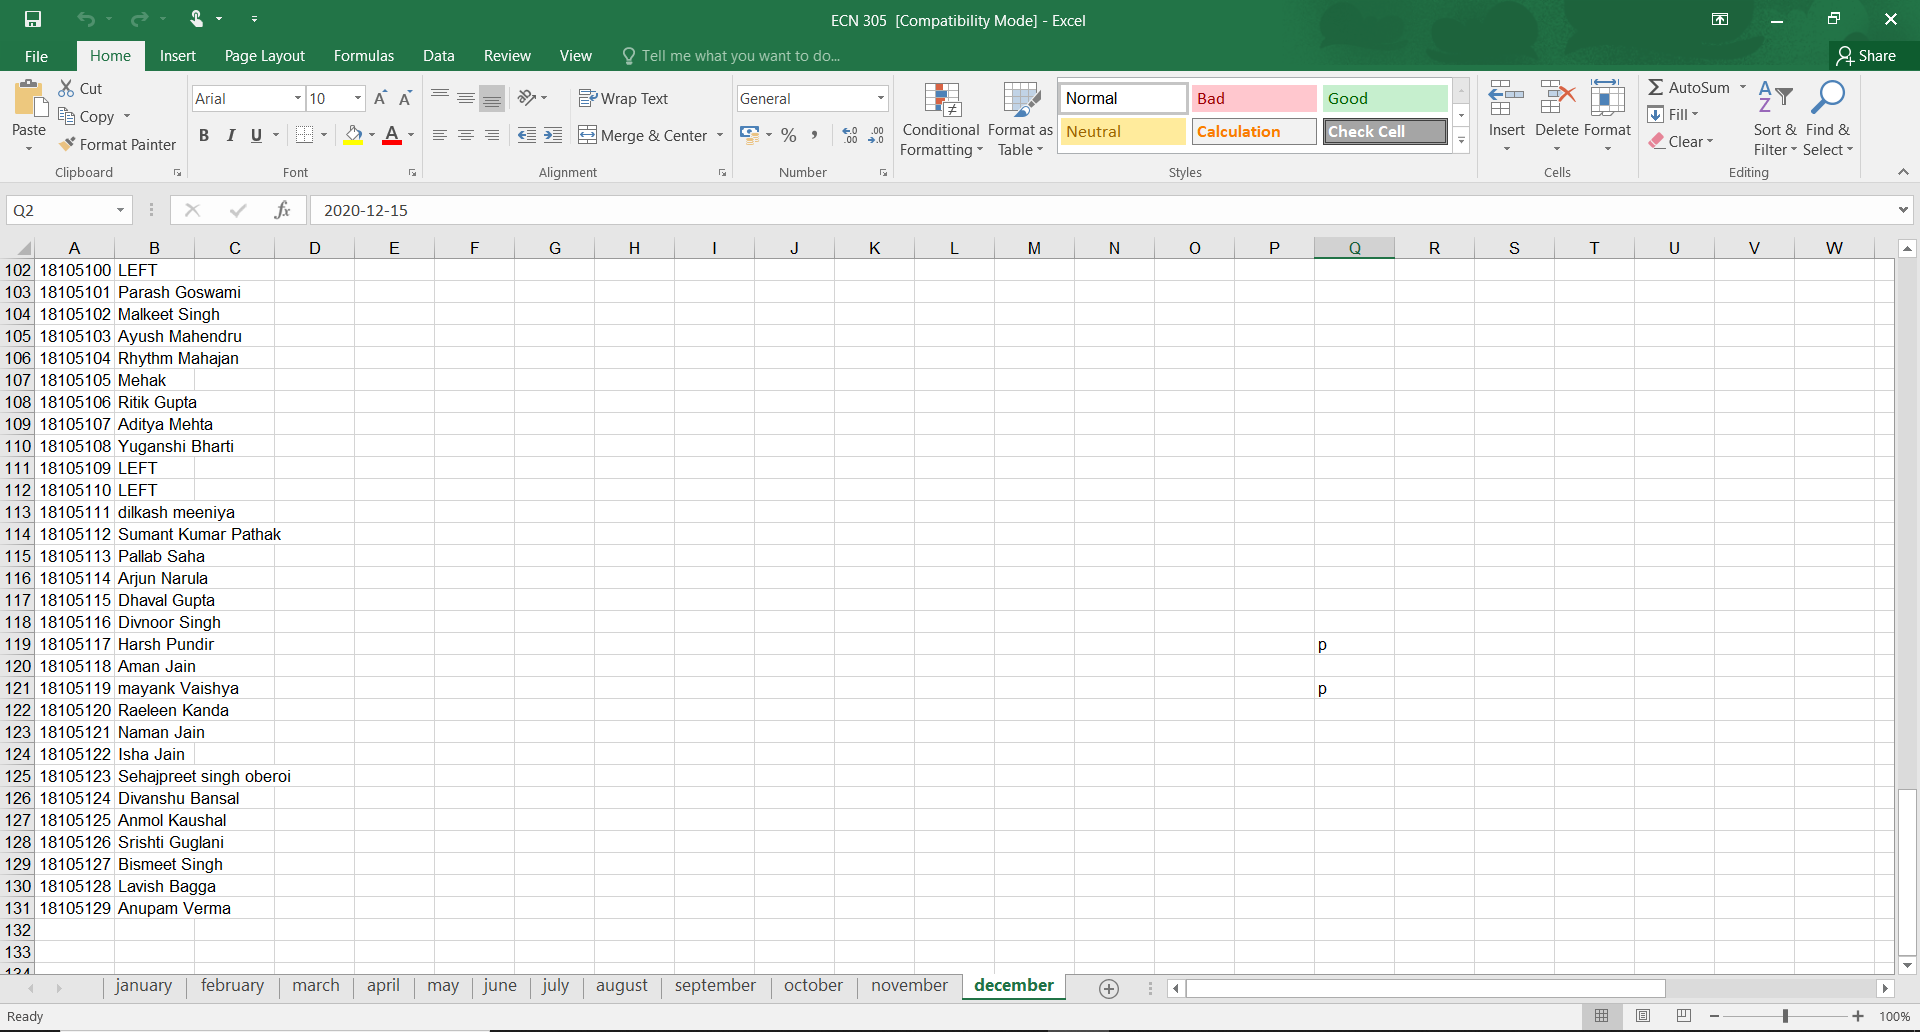 ECN 305 [Compatibility Mode] - Excel
File Home Insert Page Layout Formulas Data Review View Tell me what you want to do... Share
Paste
Cut
Copy
Format Painter
Clipboard
Arial 10
B I U A
Font
Wrap Text
Merge & Center
Alignment
General
% ,
Number
Conditional Formatting
Format as Table
Normal Bad Good
Neutral Calculation Check Cell
Styles
Insert Delete Format
Cells
AutoSum
Fill
Clear
Sort & Filter
Find & Select
Editing
Q2 fx 2020-12-15
A B C D E F G H I J K L M N O P Q R S T U V W
102 18105100 LEFT
103 18105101 Parash Goswami
104 18105102 Malkeet Singh
105 18105103 Ayush Mahendru
106 18105104 Rhythm Mahajan
107 18105105 Mehak
108 18105106 Ritik Gupta
109 18105107 Aditya Mehta
110 18105108 Yuganshi Bharti
111 18105109 LEFT
112 18105110 LEFT
113 18105111 dilkash meeniya
114 18105112 Sumant Kumar Pathak
115 18105113 Pallab Saha
116 18105114 Arjun Narula
117 18105115 Dhaval Gupta
118 18105116 Divnoor Singh
119 18105117 Harsh Pundir p
120 18105118 Aman Jain
121 18105119 mayank Vaishya p
122 18105120 Raeleen Kanda
123 18105121 Naman Jain
124 18105122 Isha Jain
125 18105123 Sehajpreet singh oberoi
126 18105124 Divanshu Bansal
127 18105125 Anmol Kaushal
128 18105126 Srishti Guglani
129 18105127 Bismeet Singh
130 18105128 Lavish Bagga
131 18105129 Anupam Verma
132
133
134
january february march april may june july august september october november december
Ready 100%